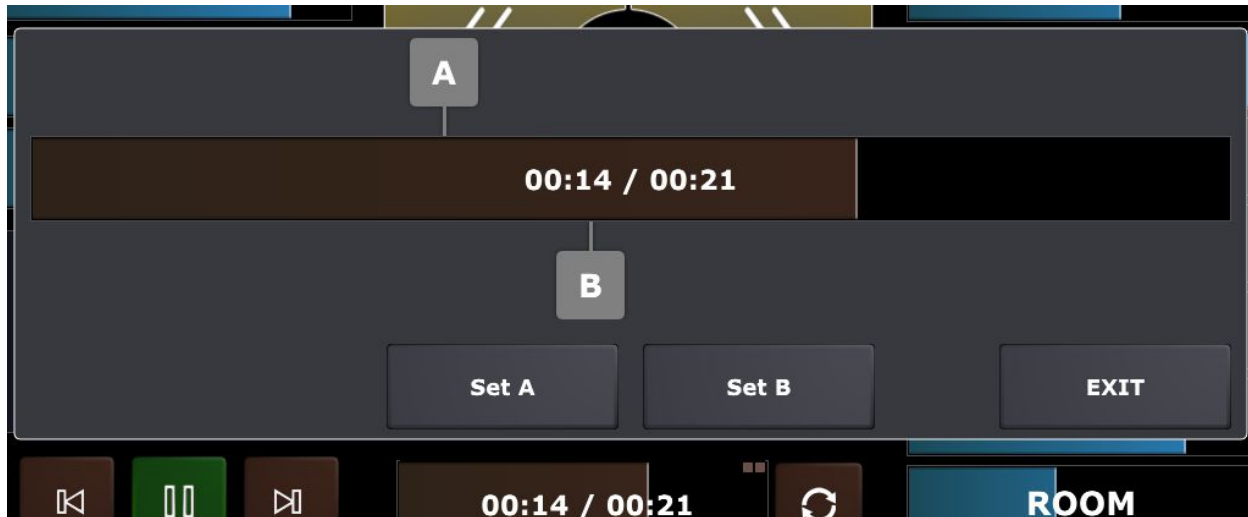 A
00:14 / 00:21
B
Set A Set B EXIT
00:14 / 00:21 ROOM